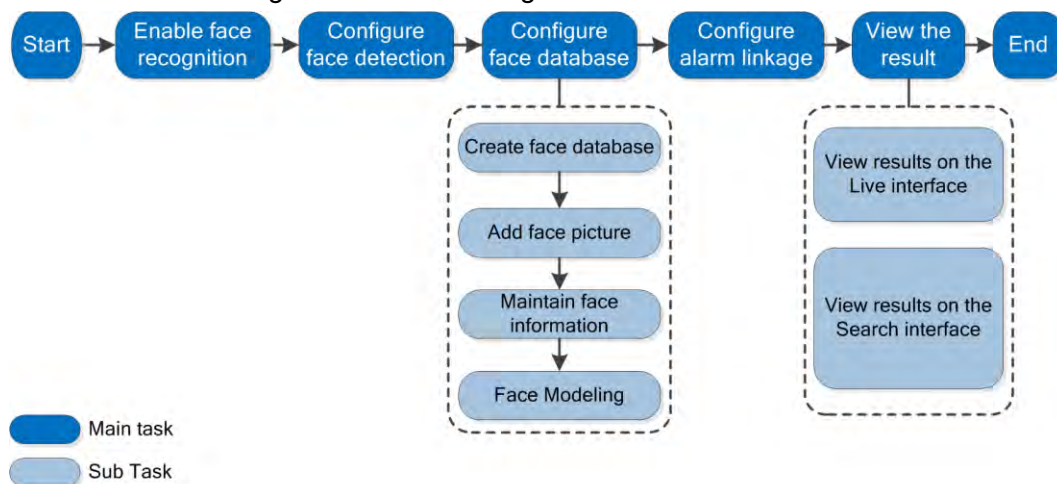 Start
Enable face
recognition
Configure
face detection
Configure
face database
Configure
alarm linkage
View the
result
End
Create face database
Add face picture
Maintain face
information
Face Modeling
View results on the
Live interface
View results on the
Search interface
Main task
Sub Task